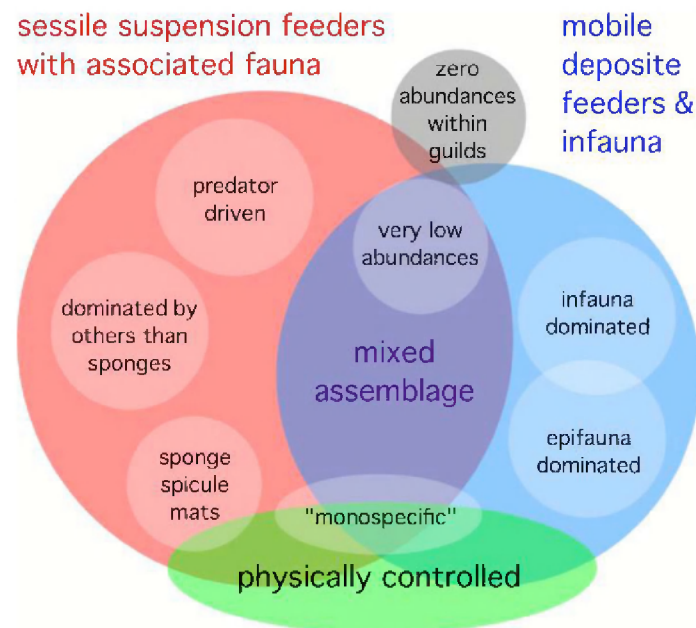 sessile suspension feeders
with associated fauna
mobile
deposite
feeders &
infauna
zero
abundances
within
guilds
predator
driven
very low
abundances
dominated by
others than
sponges
infauna
dominated
mixed
assemblage
epifauna
dominated
sponge
spicule
mats
"monospecific"
physically controlled